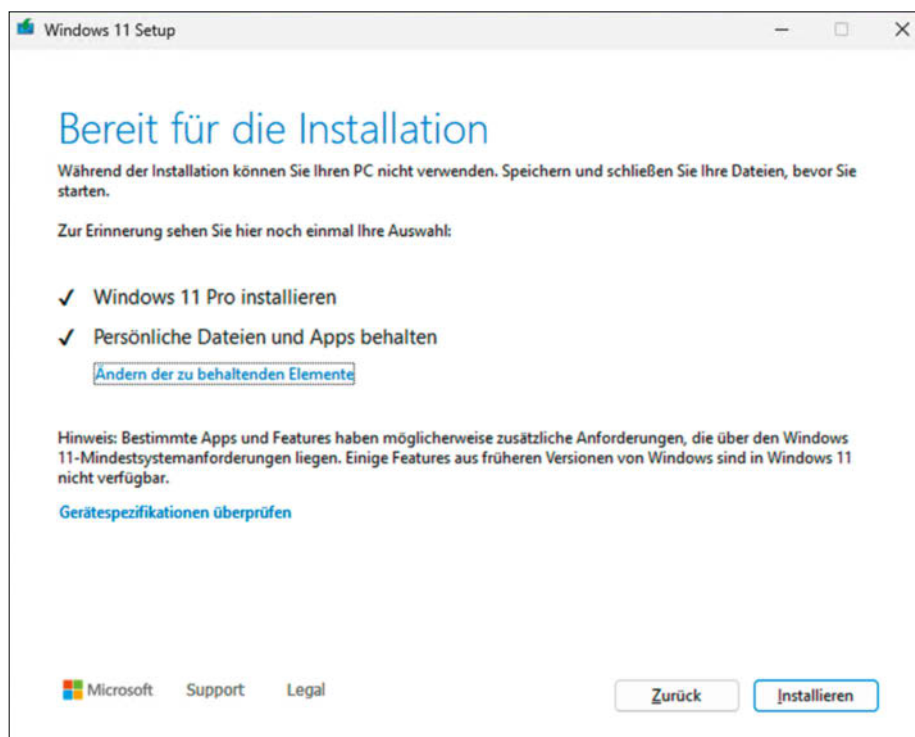 Windows 11 Setup
Bereit für die Installation
Während der Installation können Sie Ihren PC nicht verwenden. Speichern und schließen Sie Ihre Dateien, bevor Sie
starten.
Zur Erinnerung sehen Sie hier noch einmal Ihre Auswahl:
Windows 11 Pro installieren
Persönliche Dateien und Apps behalten
Ändern der zu behaltenden Elemente
Hinweis: Bestimmte Apps und Features haben möglicherweise zusätzliche Anforderungen, die über den Windows
11-Mindestsystemanforderungen liegen. Einige Features aus früheren Versionen von Windows sind in Windows 11
nicht verfügbar.
Gerätespezifikationen überprüfen
Microsoft Support Legal Zurück Installieren